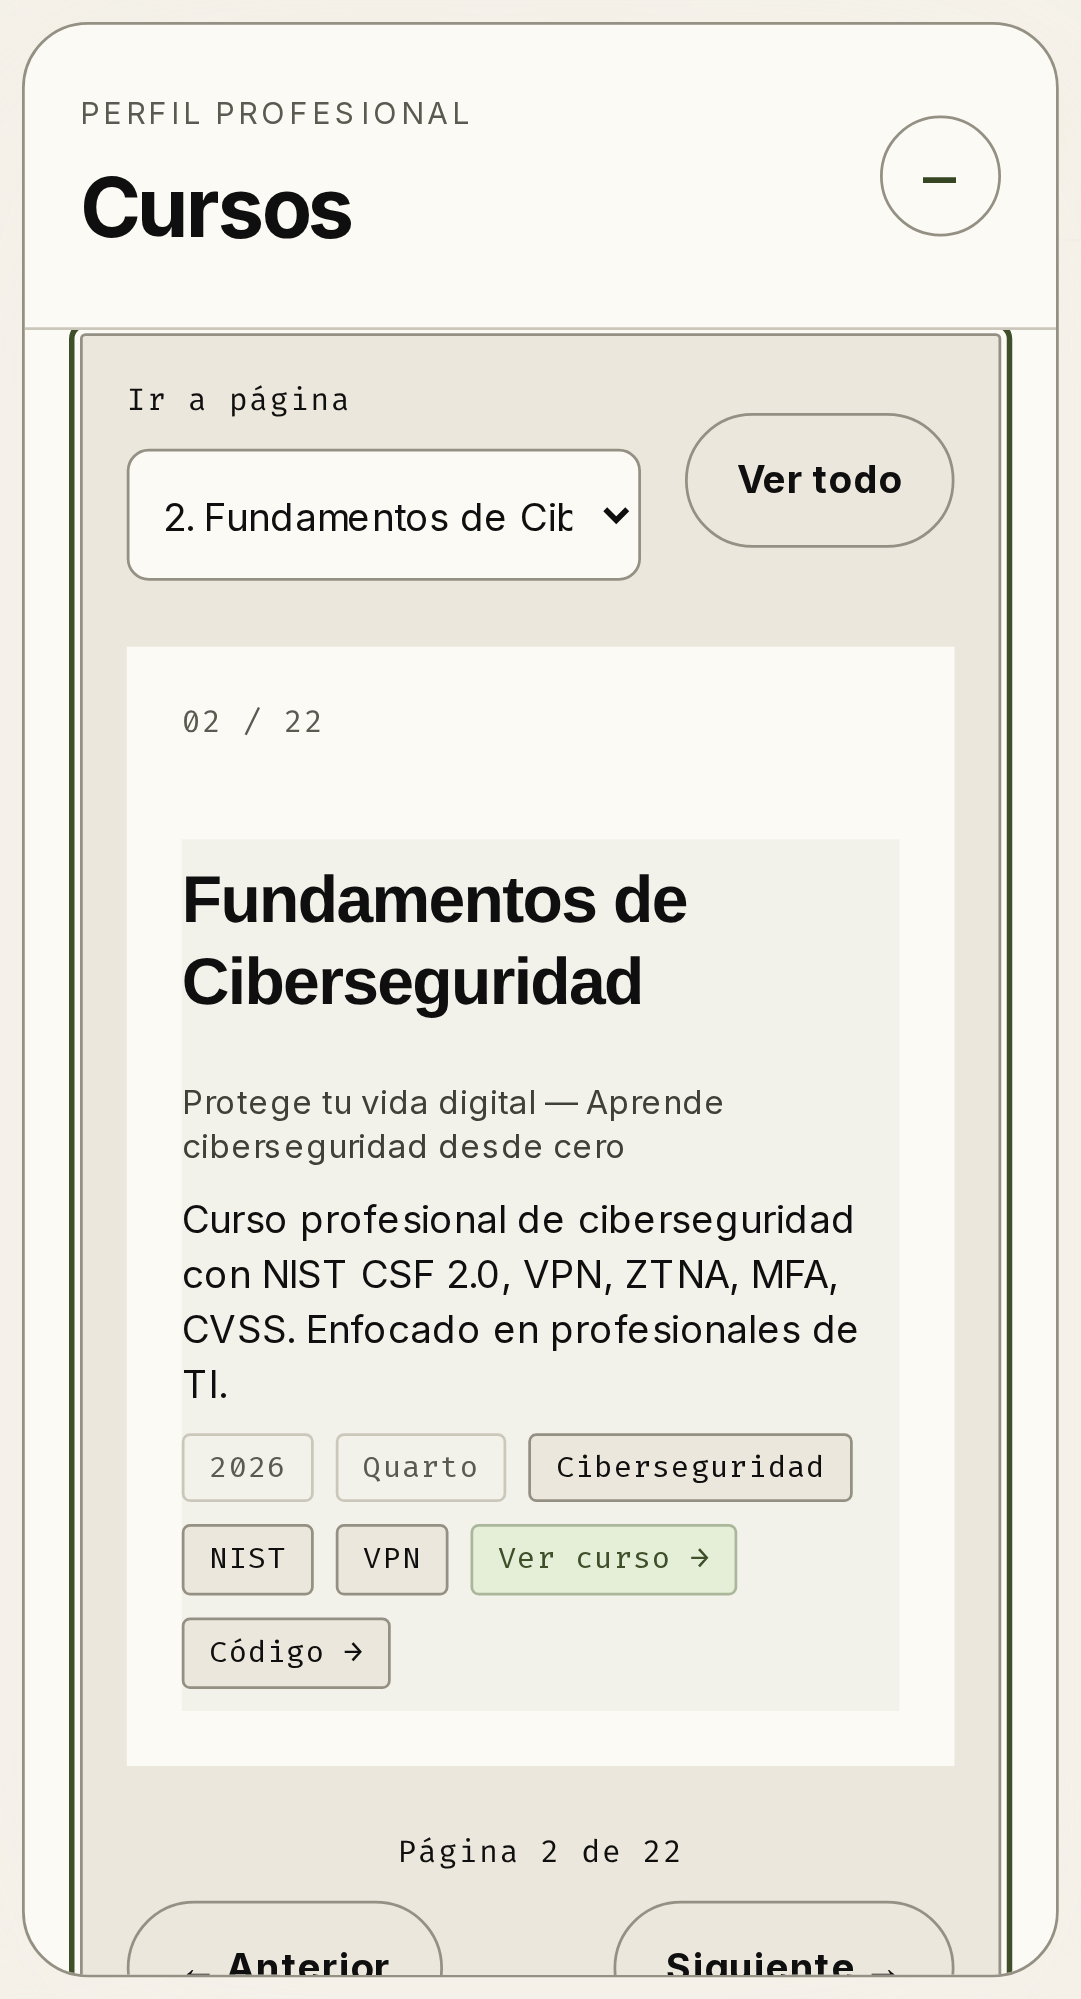 PERFIL PROFESIONAL
Cursos
–
Ir a página
2. Fundamentos de Cib
Ver todo
02 / 22
Fundamentos de
Ciberseguridad
Protege tu vida digital — Aprende
ciberseguridad desde cero
Curso profesional de ciberseguridad
con NIST CSF 2.0, VPN, ZTNA, MFA,
CVSS. Enfocado en profesionales de
TI.
2026 Quarto Ciberseguridad
NIST VPN Ver curso →
Código →
Página 2 de 22
← Anterior Siguiente →